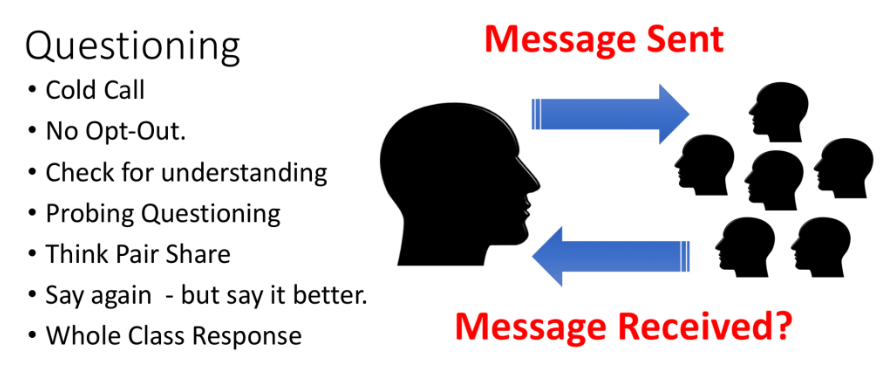 Questioning
• Cold Call
• No Opt-Out.
• Check for understanding
• Probing Questioning
• Think Pair Share
• Say again - but say it better.
• Whole Class Response
Message Sent
Message Received?